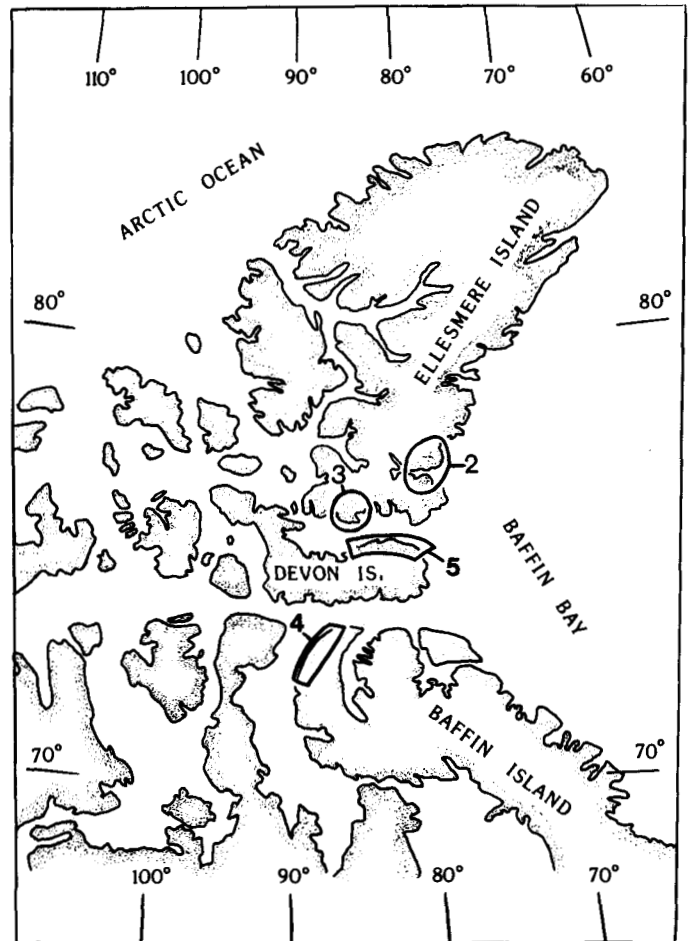 110° 100° 90° 80° 70° 60°
ARCTIC OCEAN
ELLESMERE ISLAND
80° 80°
2
3
BAFFIN BAY
5
DEVON IS.
4
BAFFIN ISLAND
70° 70°
100° 90° 80° 70°